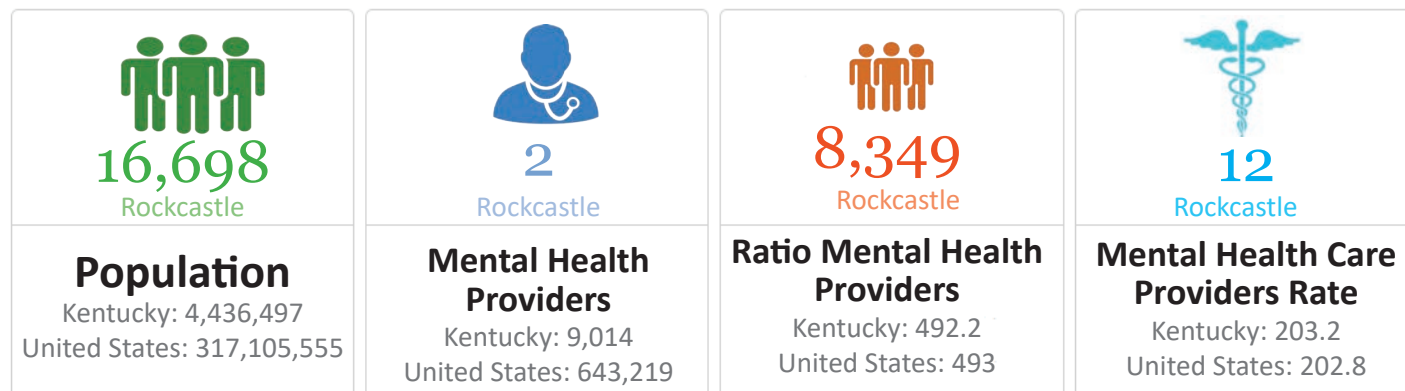 16,698
Rockcastle
Population
Kentucky: 4,436,497
United States: 317,105,555
2
Rockcastle
Mental Health
Providers
Kentucky: 9,014
United States: 643,219
8,349
Rockcastle
Ratio Mental Health
Providers
Kentucky: 492.2
United States: 493
12
Rockcastle
Mental Health Care
Providers Rate
Kentucky: 203.2
United States: 202.8